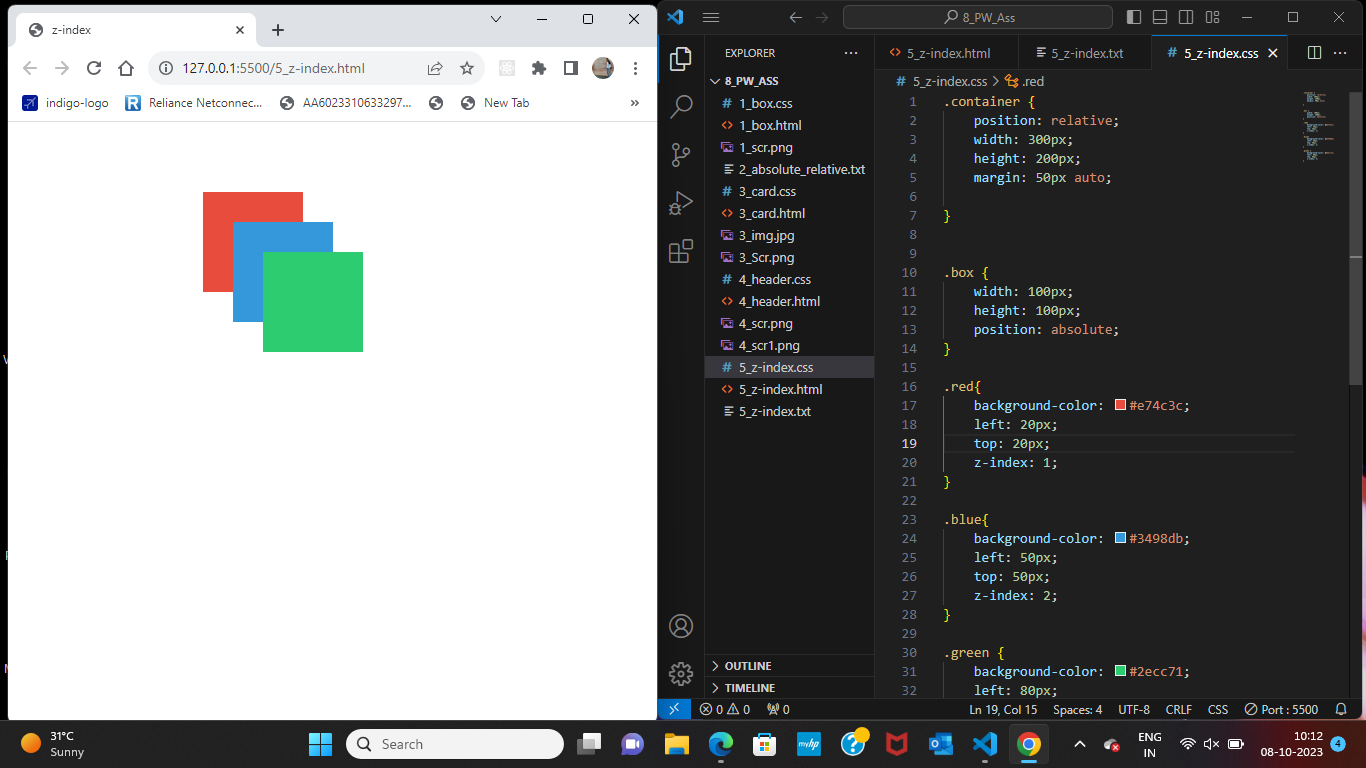 z-index
127.0.0.1:5500/5_z-index.html
indigo-logo
Reliance Netconnec...
AA6023310633297...
New Tab
»
8_PW_Ass
EXPLORER
8_PW_ASS
1_box.css
1_box.html
1_scr.png
2_absolute_relative.txt
3_card.css
3_card.html
3_img.jpg
3_Scr.png
4_header.css
4_header.html
4_scr.png
4_scr1.png
5_z-index.css
5_z-index.html
5_z-index.txt
OUTLINE
TIMELINE
5_z-index.html
5_z-index.txt
5_z-index.css
5_z-index.css > .red
1 .container {
2 position: relative;
3 width: 300px;
4 height: 200px;
5 margin: 50px auto;
6
7 }
8
9
10 .box {
11 width: 100px;
12 height: 100px;
13 position: absolute;
14 }
15
16 .red{
17 background-color: #e74c3c;
18 left: 20px;
19 top: 20px;
20 z-index: 1;
21 }
22
23 .blue{
24 background-color: #3498db;
25 left: 50px;
26 top: 50px;
27 z-index: 2;
28 }
29
30 .green {
31 background-color: #2ecc71;
32 left: 80px;
0 0 0
Ln 19, Col 15
Spaces: 4
UTF-8
CRLF
CSS
Port : 5500
31°C
Sunny
Search
myhp
ENG
IN
10:12
08-10-2023
4